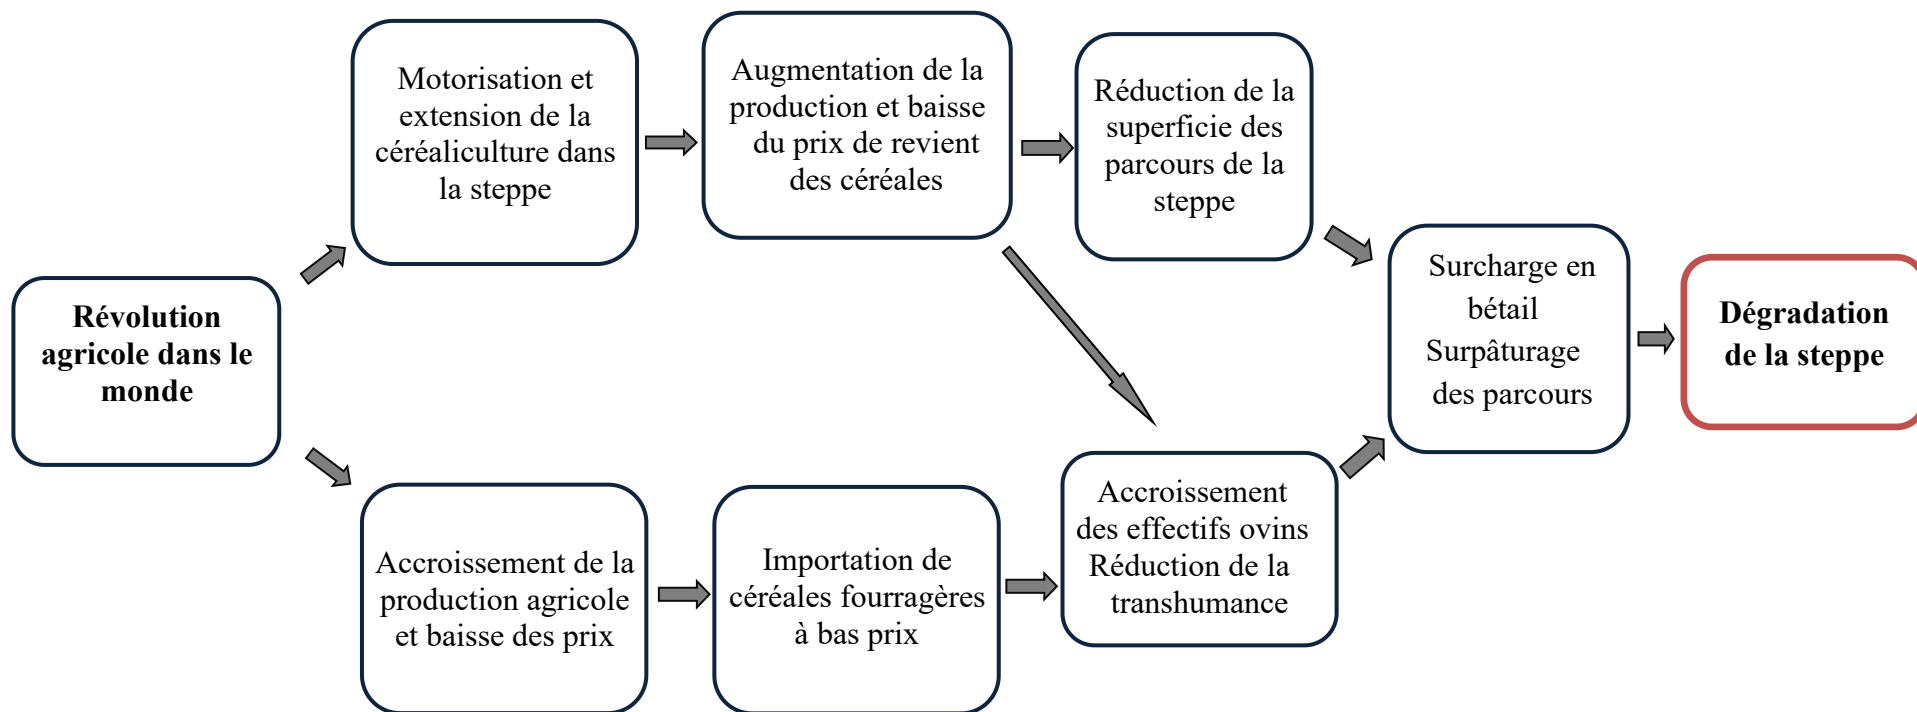 Révolution
agricole dans le
monde
Motorisation et
extension de la
céréaliculture dans
la steppe
Augmentation de la
production et baisse
du prix de revient
des céréales
Réduction de la
superficie des
parcours de la
steppe
Accroissement de la
production agricole
et baisse des prix
Importation de
céréales fourragères
à bas prix
Accroissement
des effectifs ovins
Réduction de la
transhumance
Surcharge en
bétail
Surpâturage
des parcours
Dégradation
de la steppe